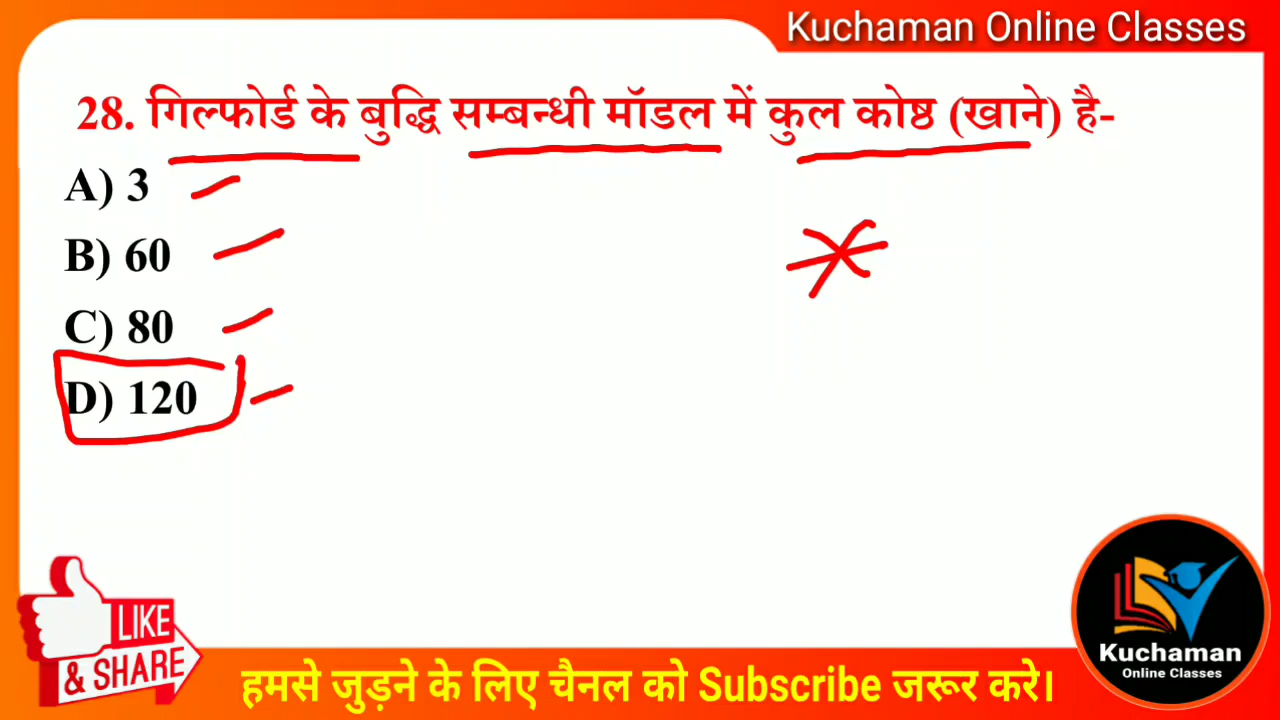 Kuchaman Online Classes
28. गिल्फोर्ड के बुद्धि सम्बन्धी मॉडल में कुल कोष्ठ (खाने) है-
A) 3
B) 60
C) 80
D) 120
LIKE
& SHARE
हमसे जुड़ने के लिए चैनल को Subscribe जरूर करे।
Kuchaman
Online Classes